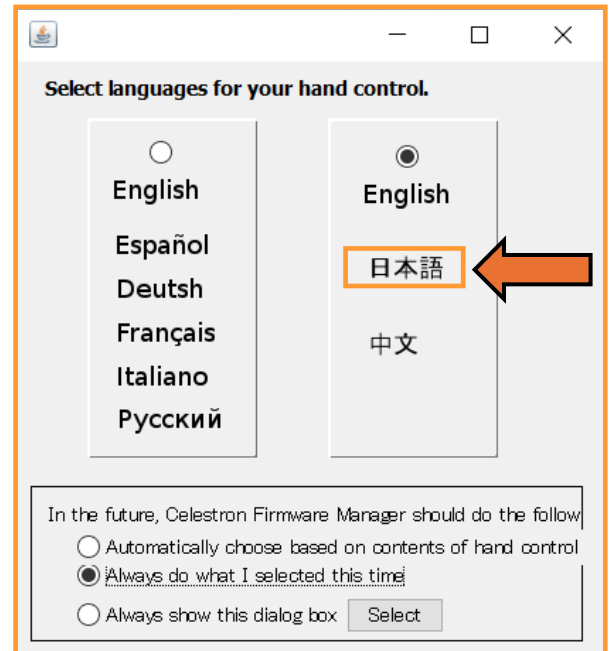 Select languages for your hand control.
English
Español
Deutsh
Français
Italiano
Русский
English
日本語
中文
In the future, Celestron Firmware Manager should do the follow
Automatically choose based on contents of hand control
Always do what I selected this time
Always show this dialog box Select